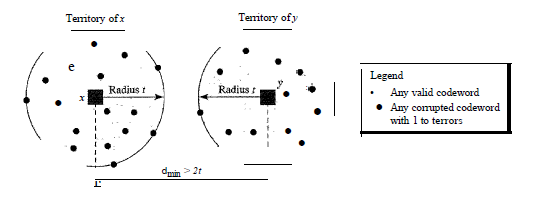 Territory of x
Territory of y
e
x
Radius t
Radius t
y
Legend
• Any valid codeword
• Any corrupted codeword
with 1 to terrors
dmin > 2t